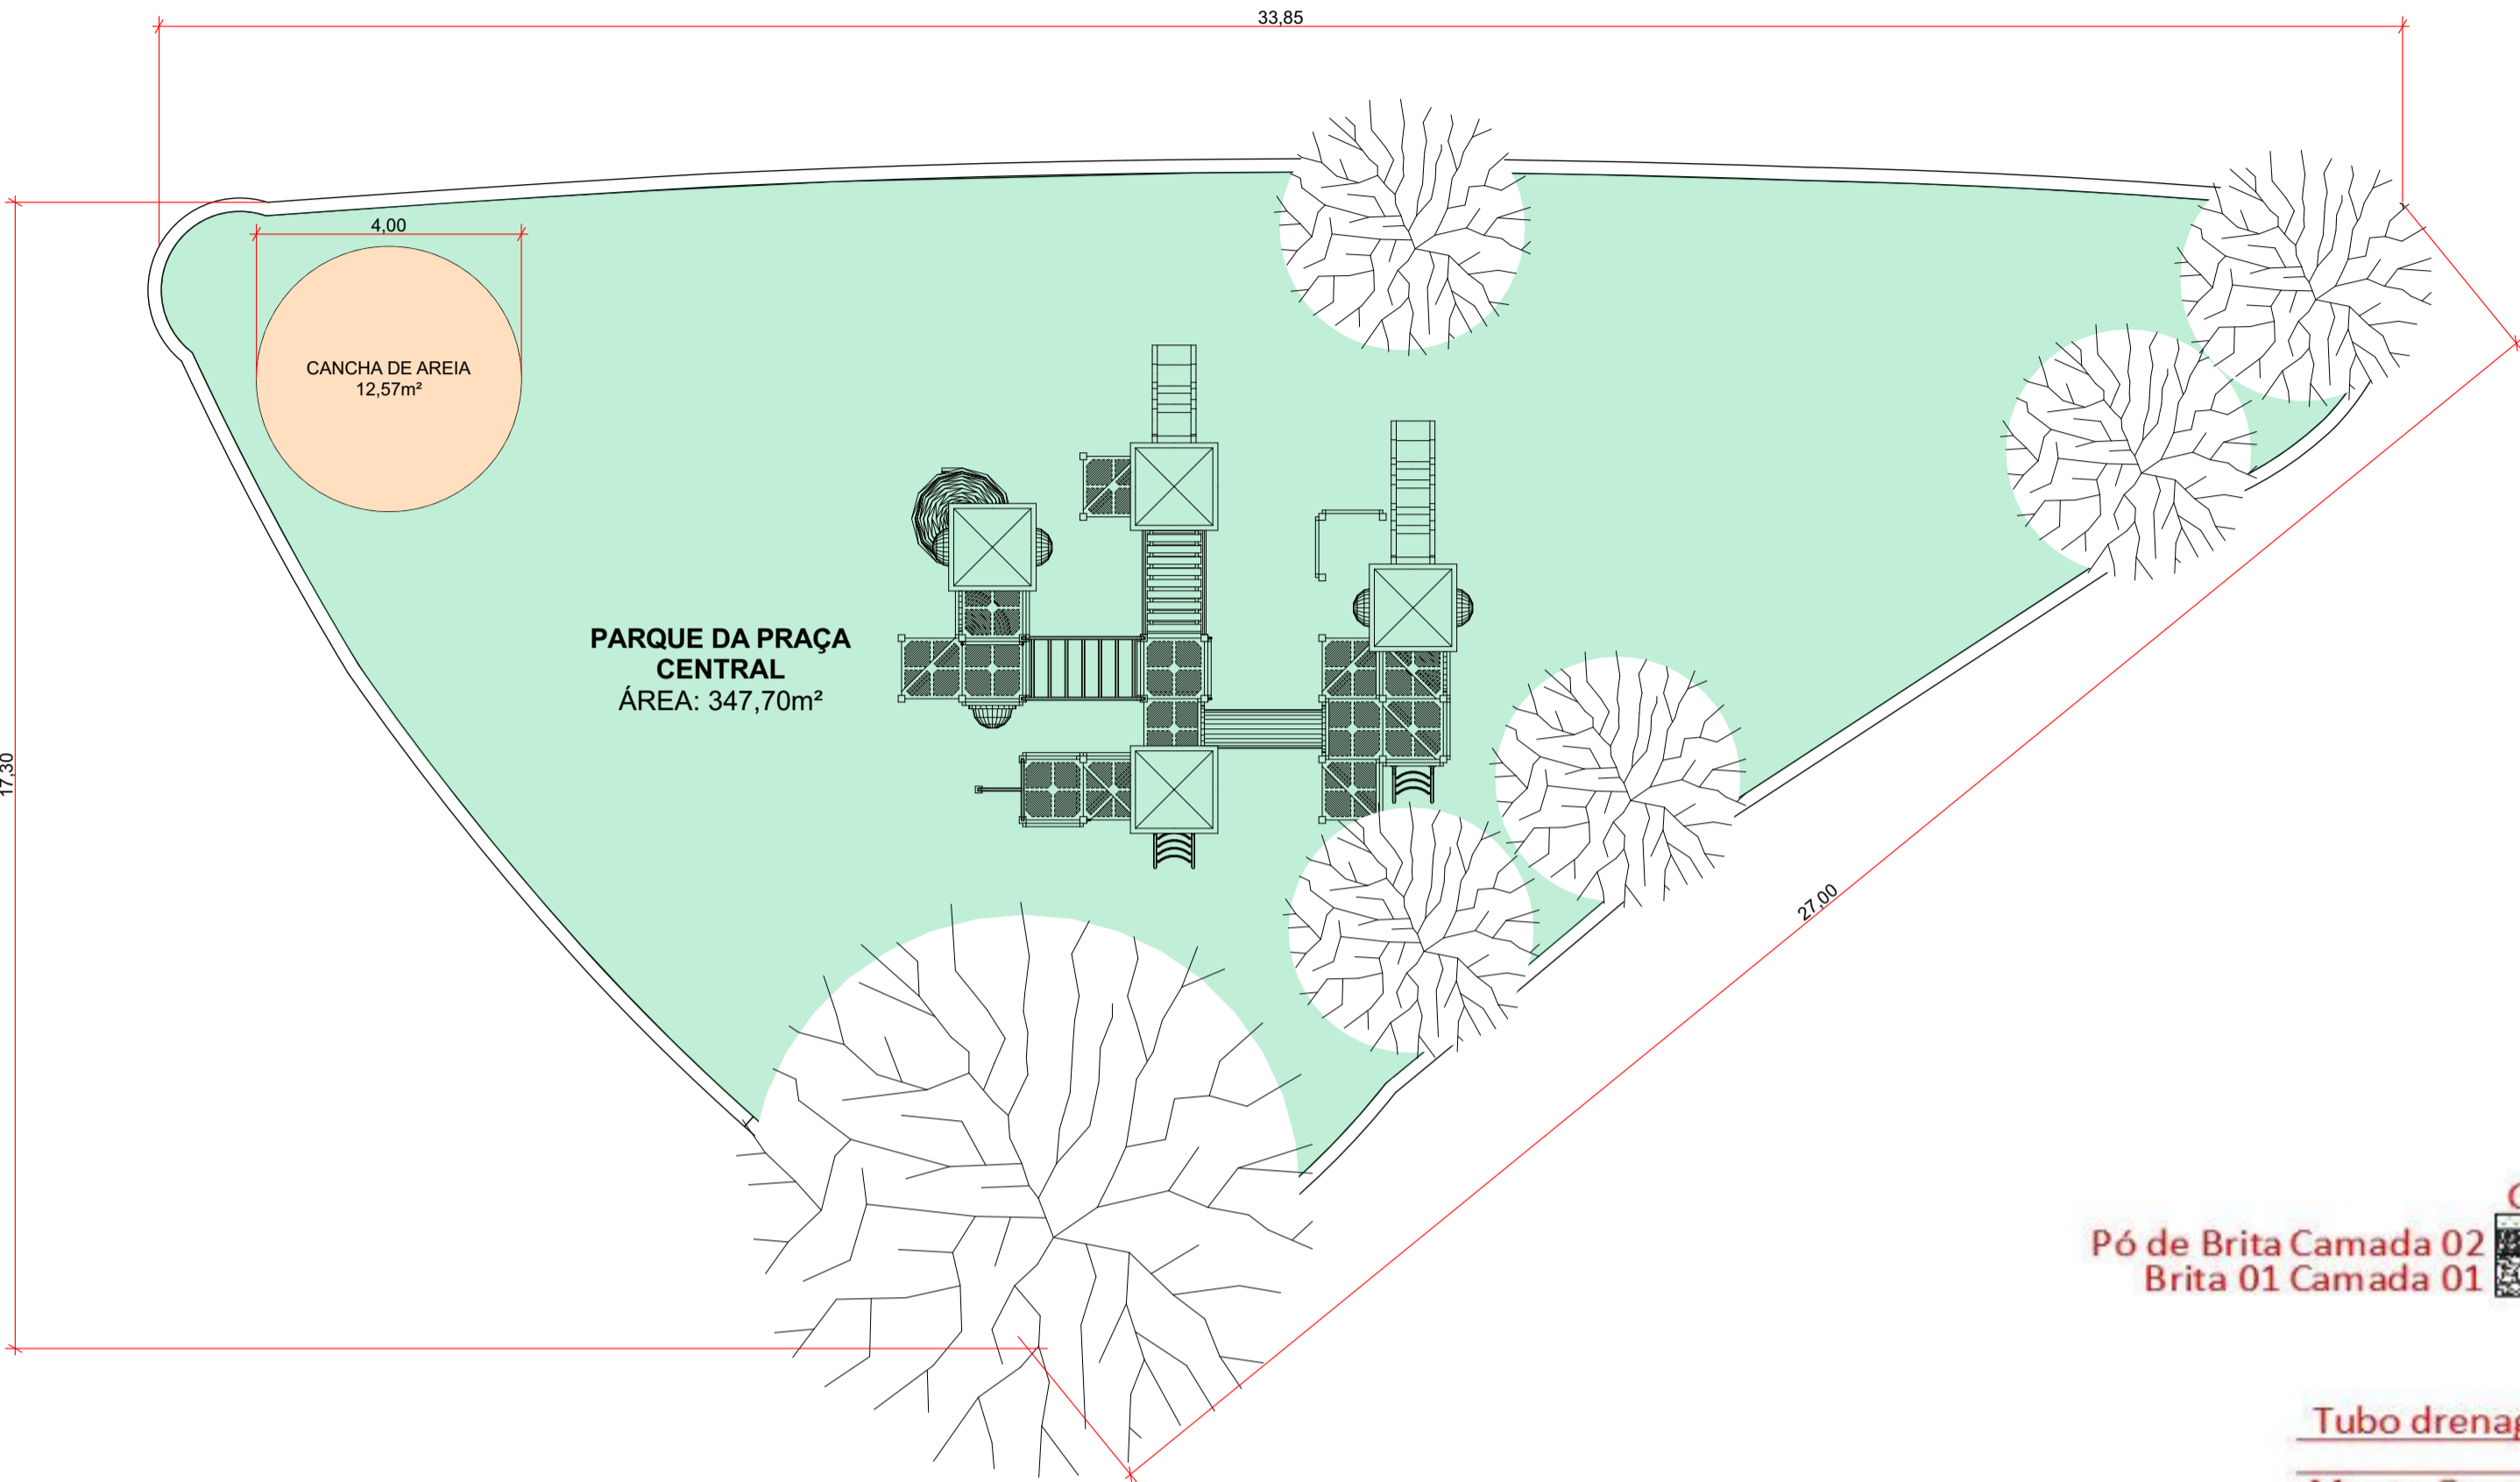 33,85
4,00
CANCHA DE AREIA
12,57m²
PARQUE DA PRAÇA
CENTRAL
ÁREA: 347,70m²
17,30
27,00
Pó de Brita Camada 02
Brita 01 Camada 01
Tubo